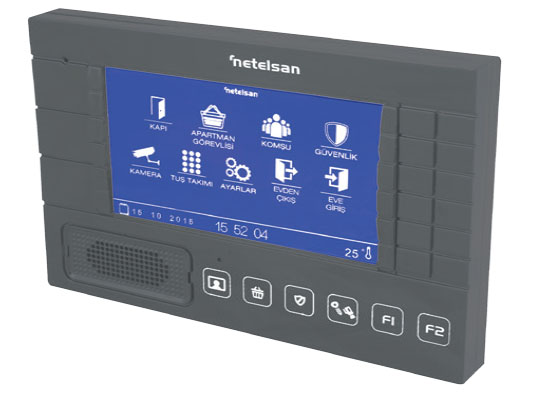 netelsan
netelsan
KAPI
APARTMAN
GÖREVLİSİ
KOMŞU
GÜVENLİK
KAMERA
TUŞ TAKIMI
AYARLAR
EVDEN
ÇIKIŞ
EVE
GİRİŞ
15 10 2015
15 52 04
25 °
F1
F2